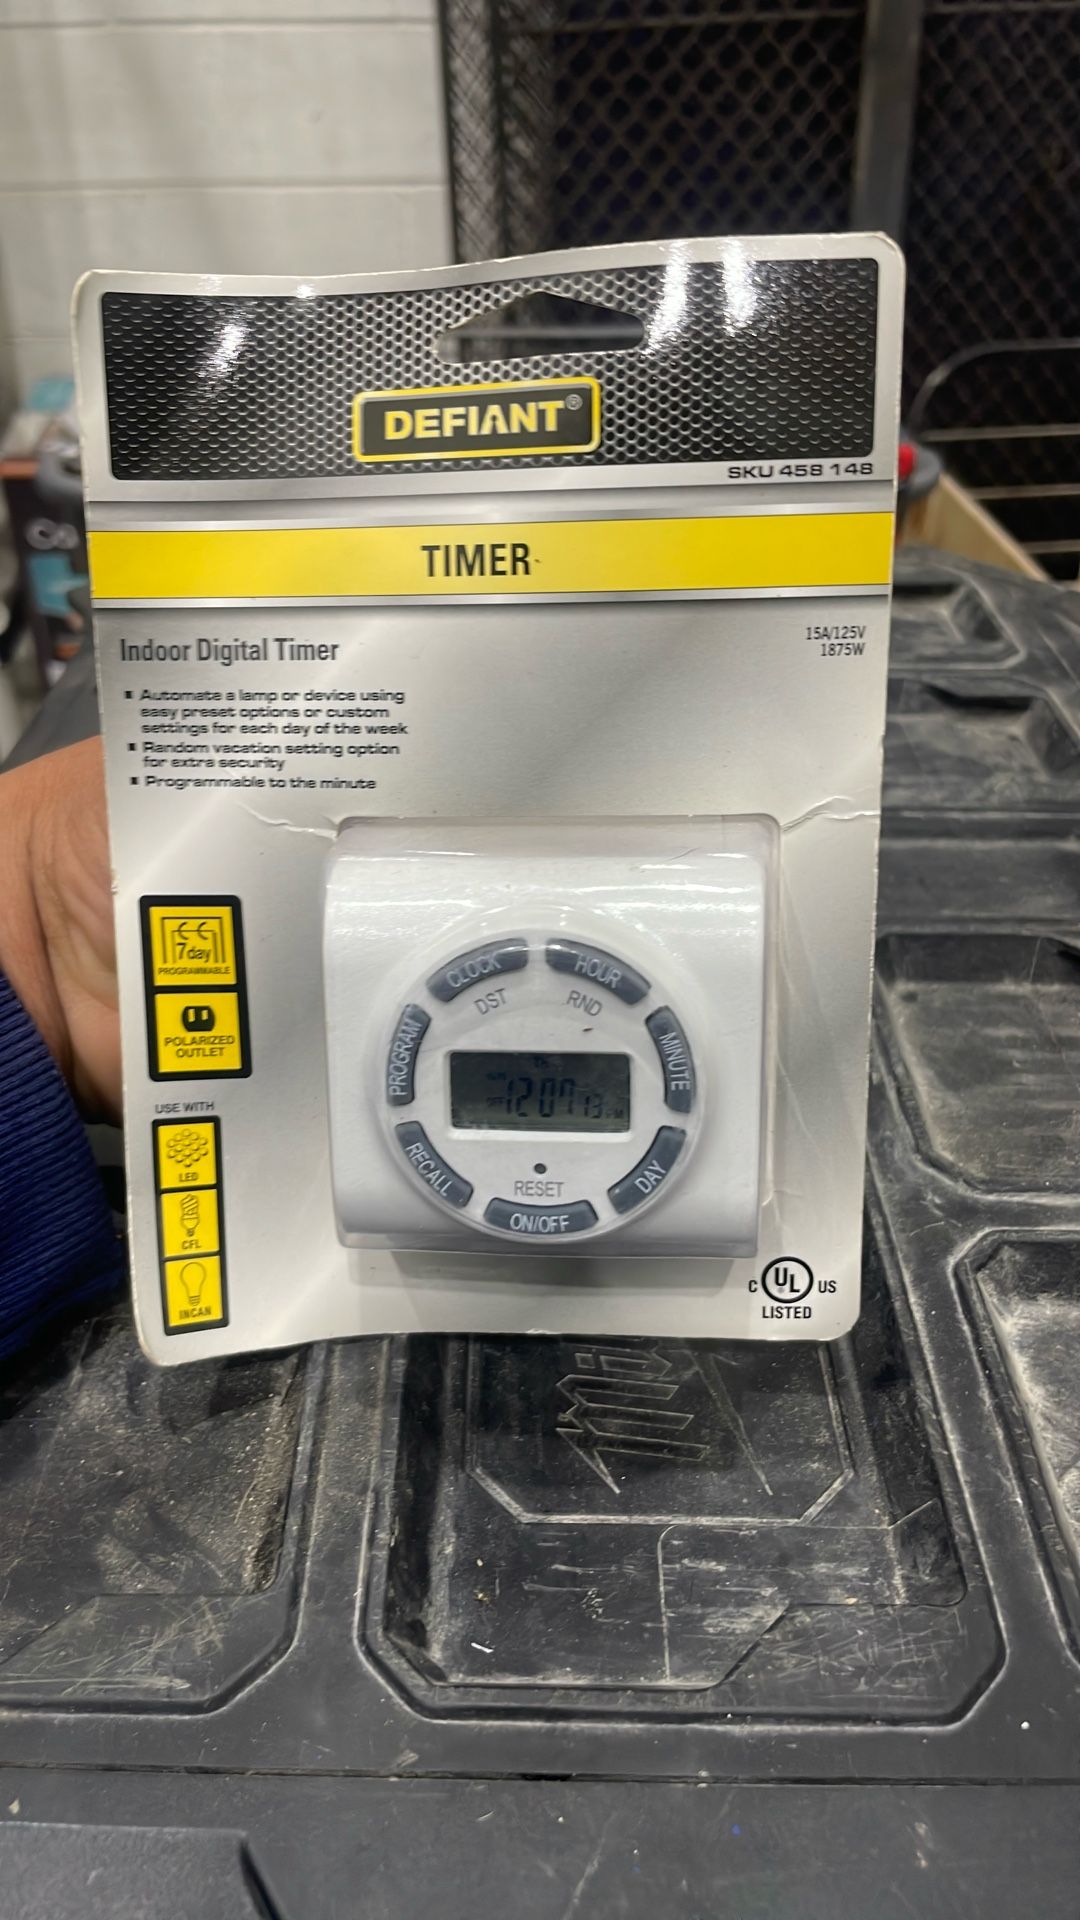 DEFIANT®
SKU 458 148
TIMER
Indoor Digital Timer
15A/125V
1875W
▪ Automate a lamp or device using
easy preset options or custom
settings for each day of the week
▪ Random vacation setting option
for extra security
▪ Programmable to the minute
7day
PROGRAMMABLE
POLARIZED
OUTLET
USE WITH
LED
CFL
INCAN
CLOCK
HOUR
DST
RND
PROGRAM
MINUTE
12 07 13 PM
RECALL
DAY
RESET
ON/OFF
C UL US
LISTED